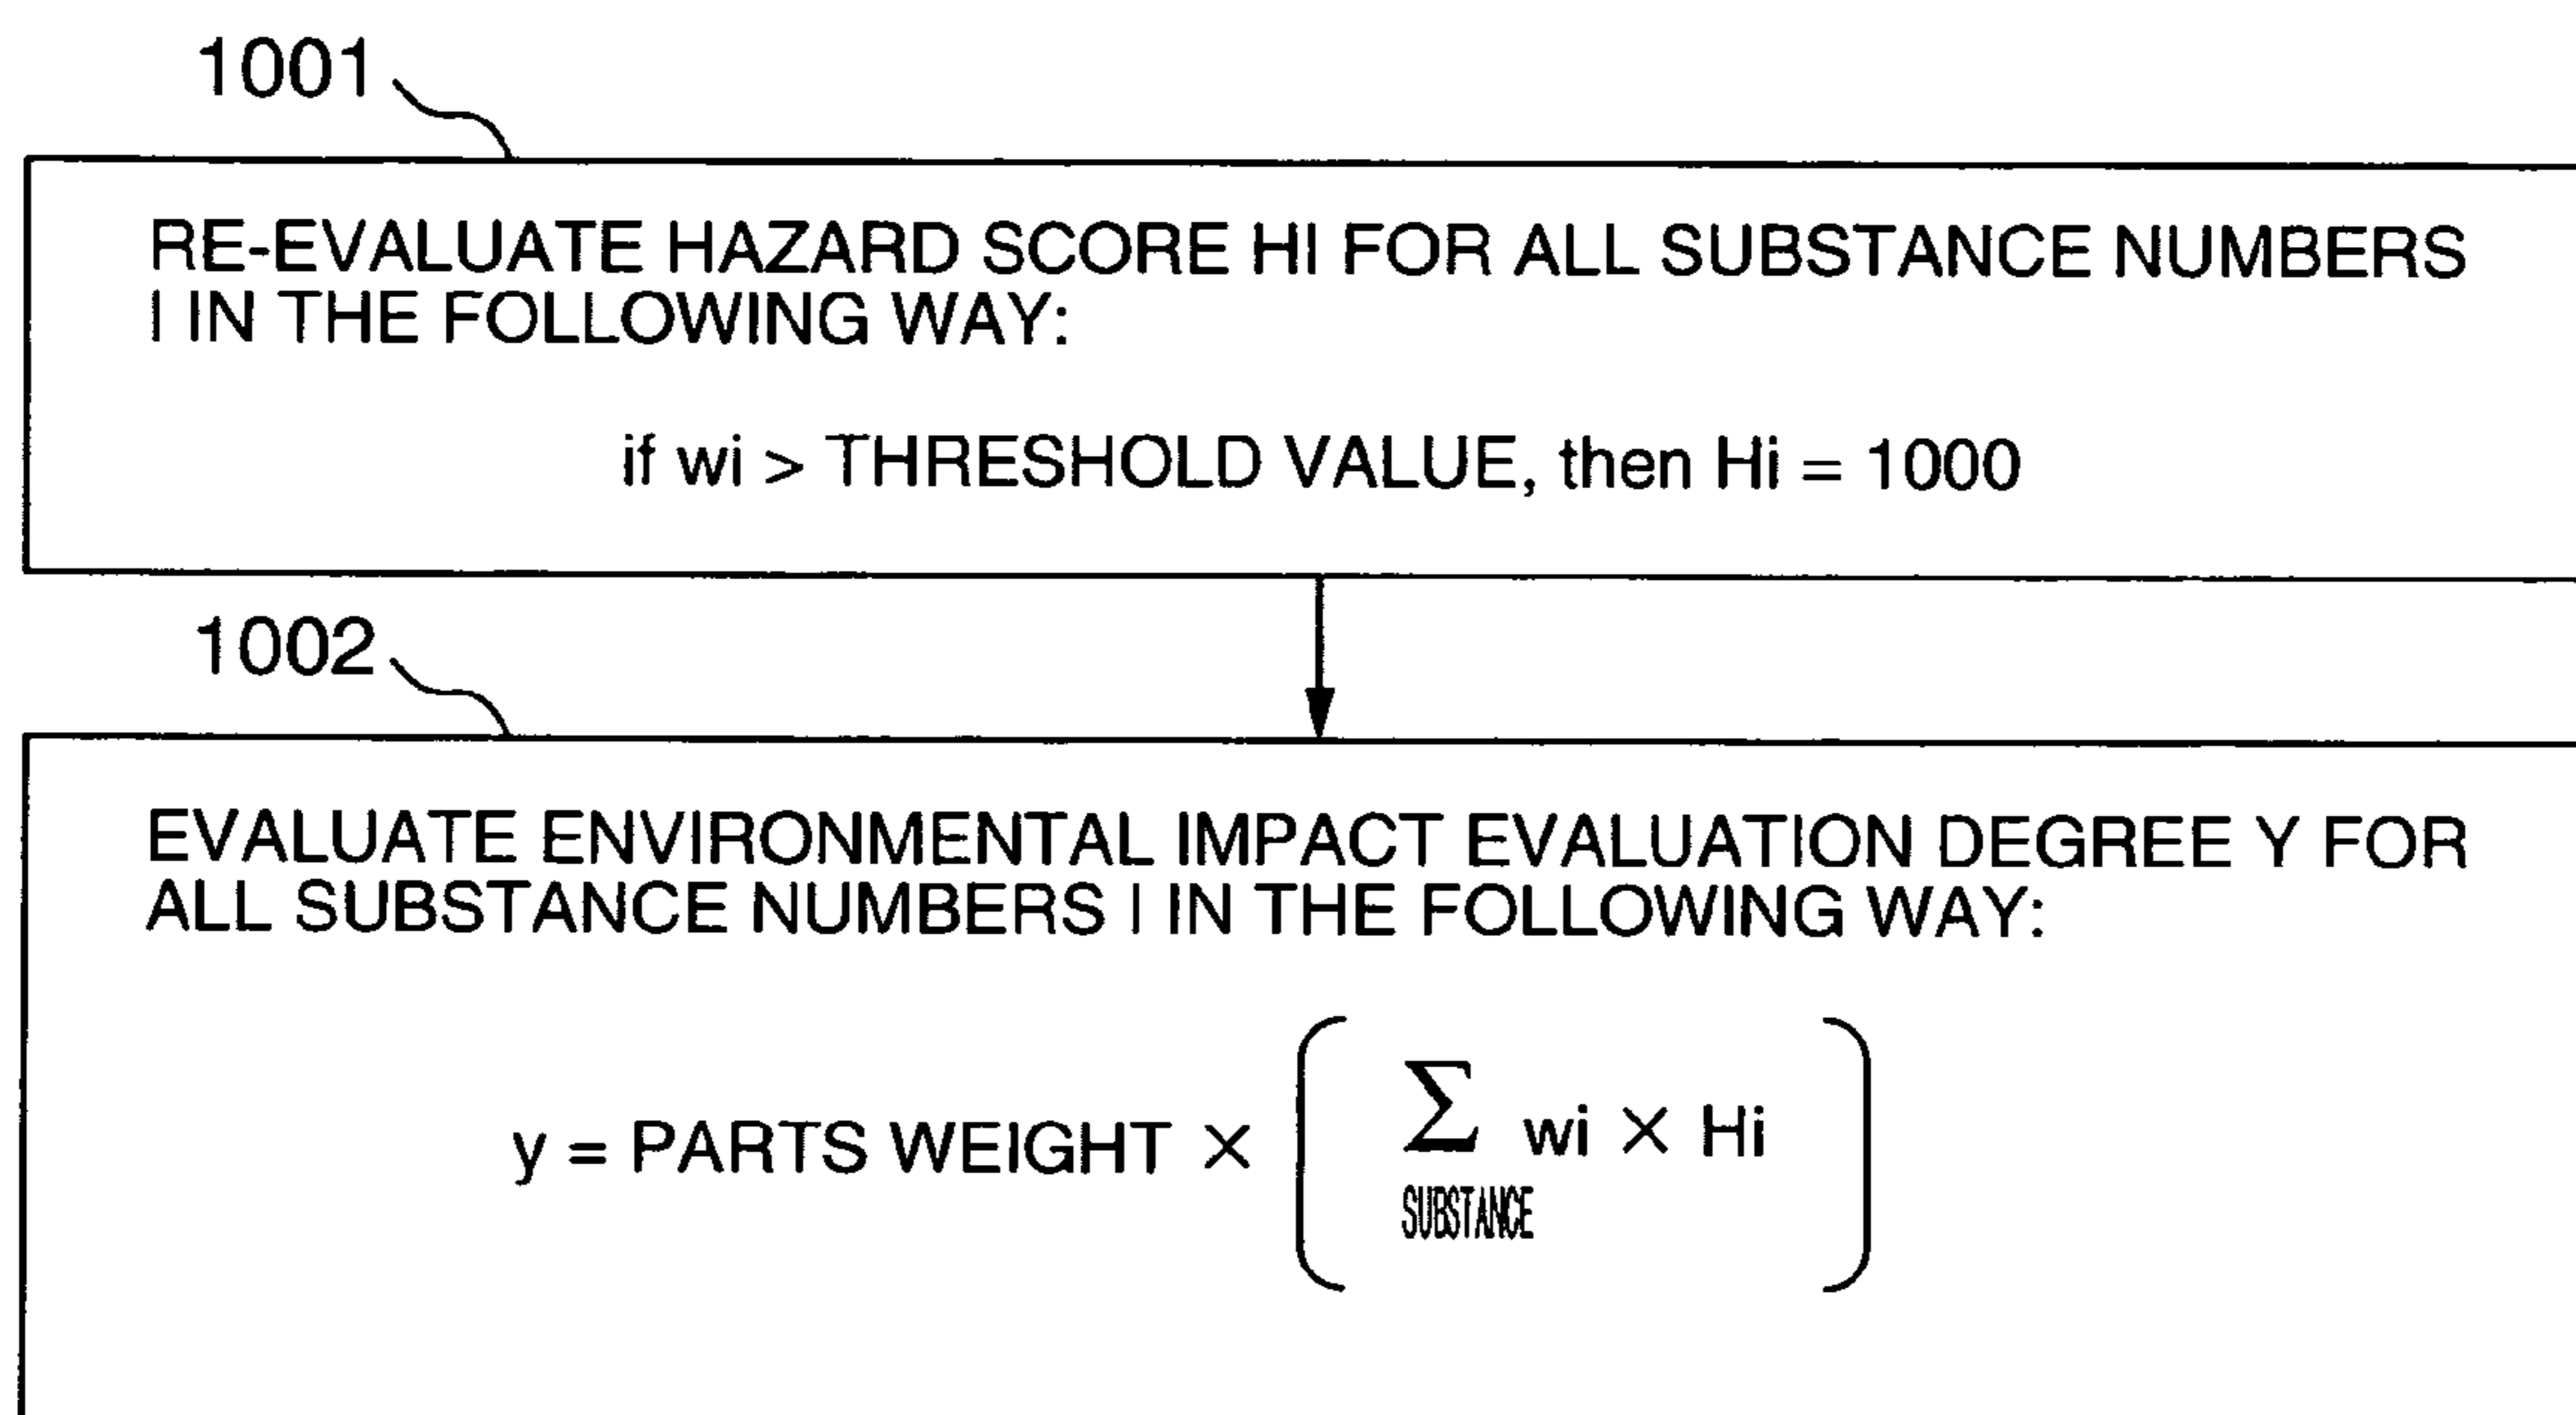 1001
RE-EVALUATE HAZARD SCORE HI FOR ALL SUBSTANCE NUMBERS
I IN THE FOLLOWING WAY:
if wi > THRESHOLD VALUE, then Hi = 1000
1002
EVALUATE ENVIRONMENTAL IMPACT EVALUATION DEGREE Y FOR
ALL SUBSTANCE NUMBERS I IN THE FOLLOWING WAY:
y = PARTS WEIGHT × ( Σ wi × Hi )
SUBSTANCE